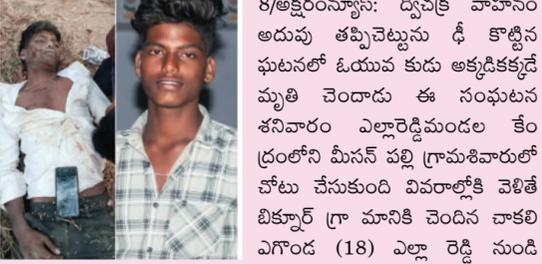 8/అక్షరంన్యూస్: ద్విచక్ర వాహనం
అదువు తప్పిచెట్టును ఢీ కొట్టిన
ఘటనలో ఓయువ కుడు అక్కడికక్కడే
మృతి చెందాడు ఈ సంఘటన
శనివారం ఎల్లారెడ్డిమండల కేం
ద్రంలోని మీసన్ పల్లి గ్రామశివారులో
చోటు చేసుకుంది వివరాల్లోకి వెళితే
బిక్నూర్ గ్రా మానికి చెందిన చాకలి
ఎగొండ (18) ఎల్లా రెడ్డి నుండి